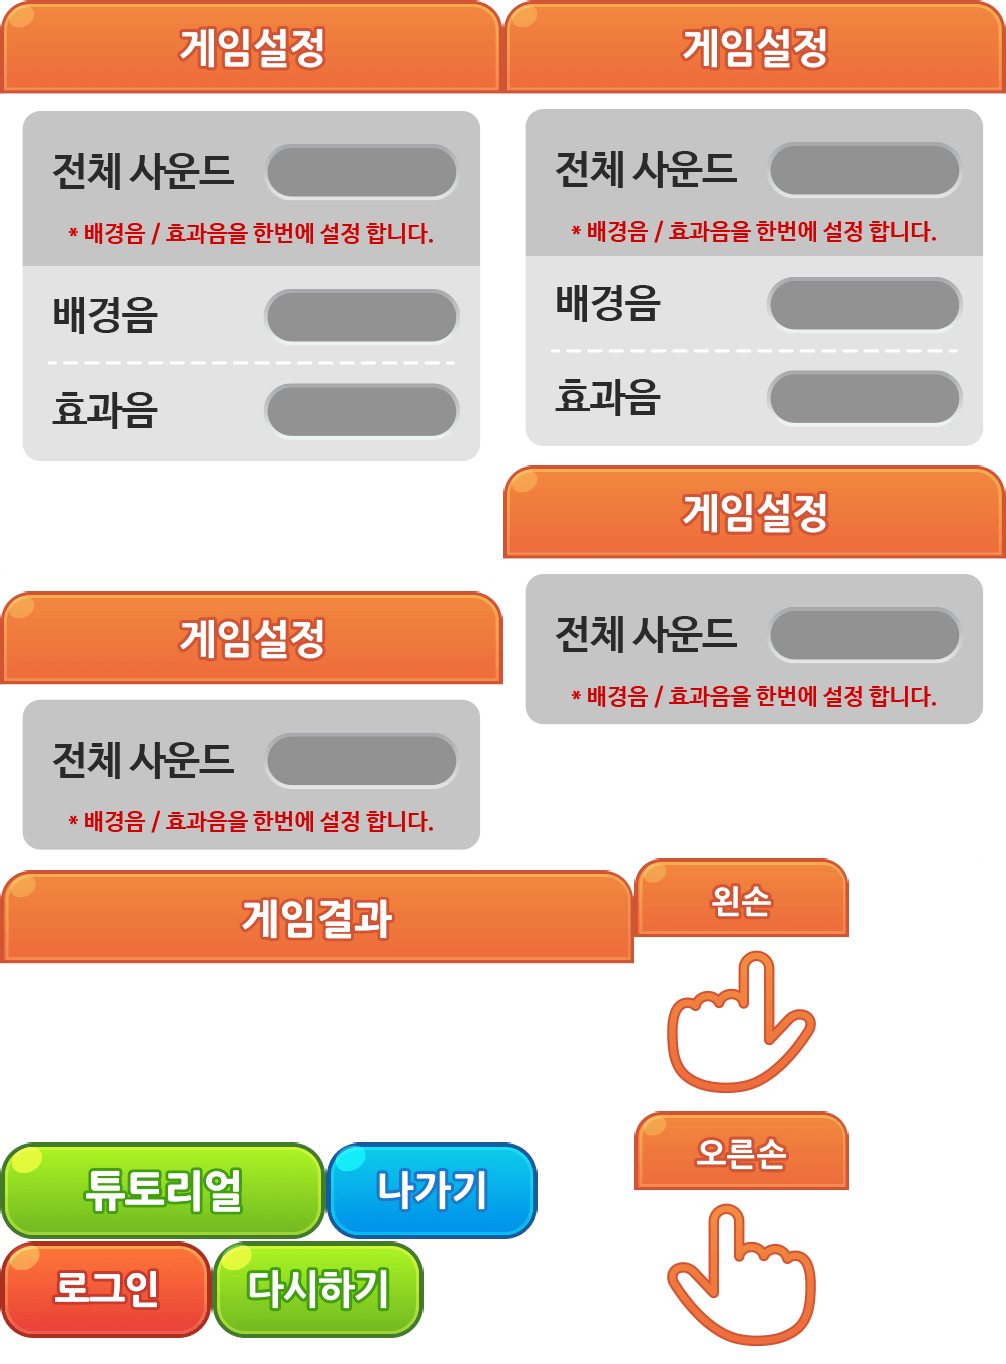 게임설정
전체 사운드
* 배경음 / 효과음을 한번에 설정 합니다.
배경음
효과음
게임설정
전체 사운드
* 배경음 / 효과음을 한번에 설정 합니다.
배경음
효과음
게임설정
전체 사운드
* 배경음 / 효과음을 한번에 설정 합니다.
게임설정
전체 사운드
* 배경음 / 효과음을 한번에 설정 합니다.
게임결과
왼손
오른손
튜토리얼
나가기
로그인
다시하기